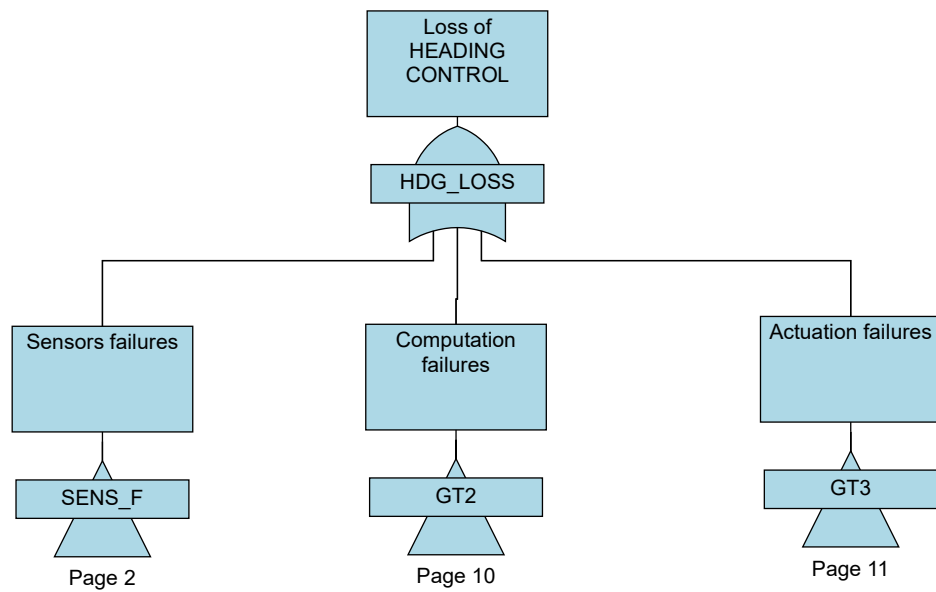 Loss of
HEADING
CONTROL
HDG_LOSS
Sensors failures
Computation
failures
Actuation failures
SENS_F
GT2
GT3
Page 2
Page 10
Page 11